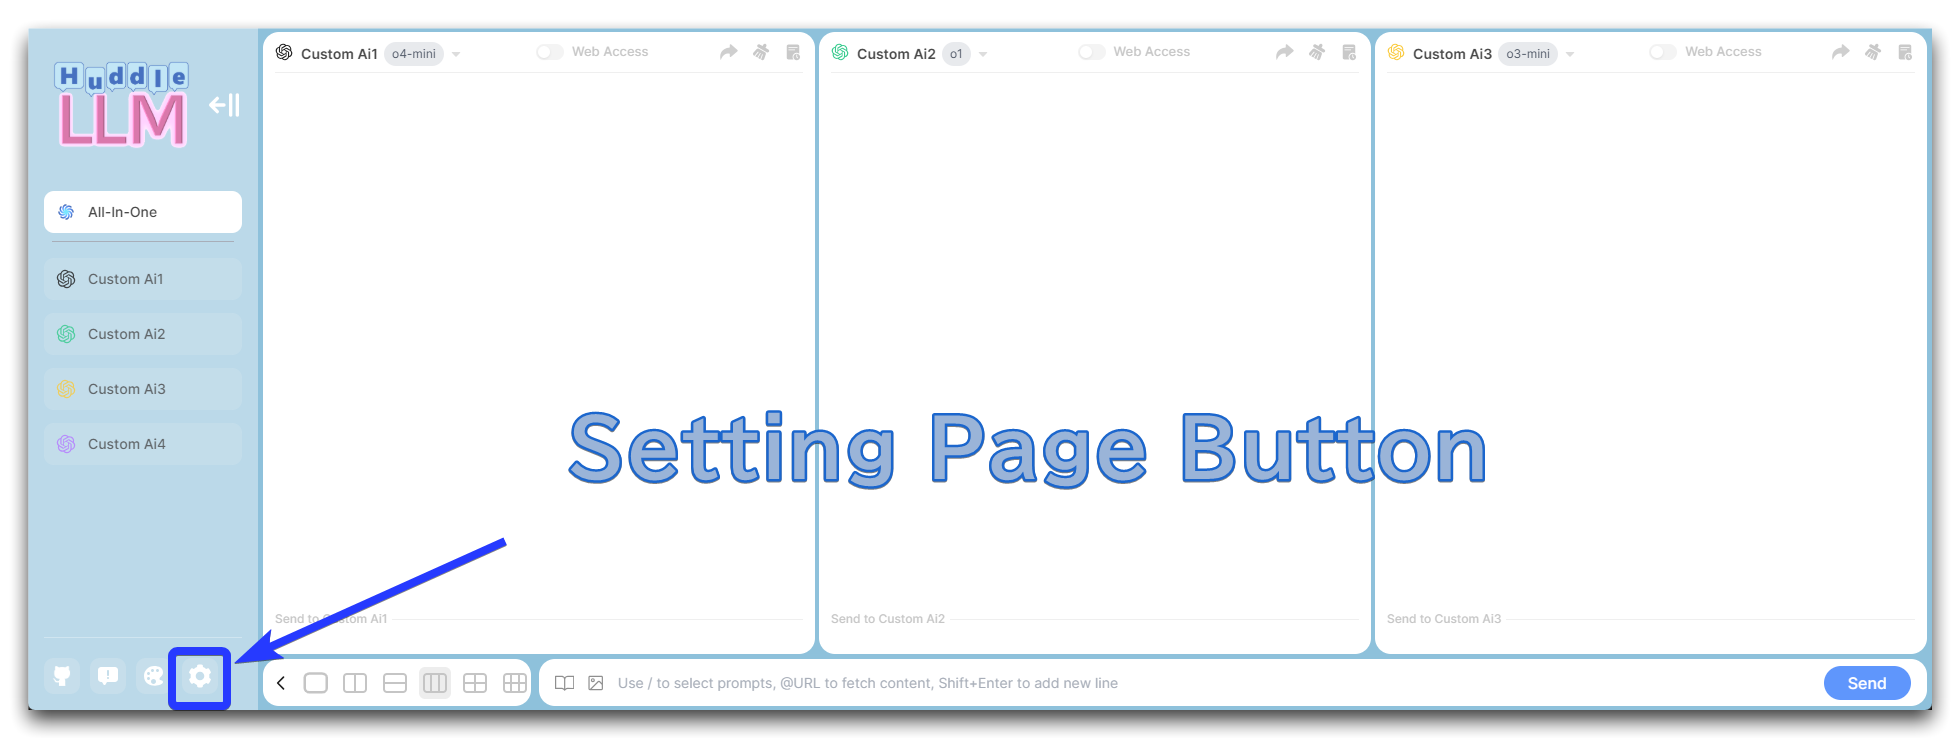 Huddle
LLM
All-In-One
Custom Ai1
Custom Ai2
Custom Ai3
Custom Ai4
Custom Ai1 o4-mini Web Access
Send to Custom Ai1
Custom Ai2 o1 Web Access
Send to Custom Ai2
Custom Ai3 o3-mini Web Access
Send to Custom Ai3
Setting Page Button
Use / to select prompts, @URL to fetch content, Shift+Enter to add new line
Send